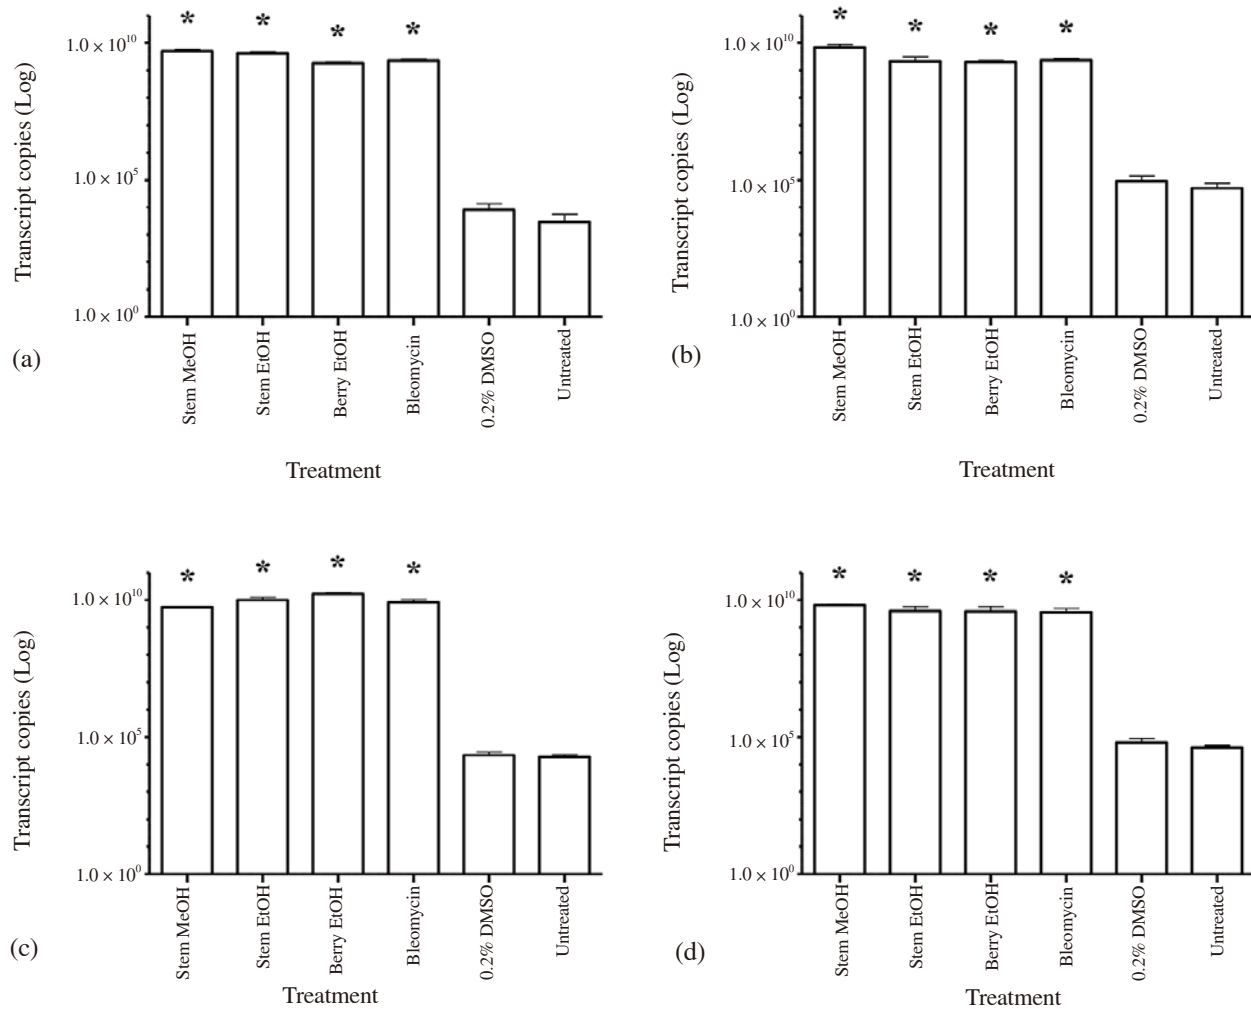 * * * *
1.0 × 10¹⁰
1.0 × 10⁵
1.0 × 10⁰
Transcript copies (Log)
Stem MeOH
Stem EtOH
Berry EtOH
Bleomycin
0.2% DMSO
Untreated
Treatment
(a)
* * * *
1.0 × 10¹⁰
1.0 × 10⁵
1.0 × 10⁰
Transcript copies (Log)
Stem MeOH
Stem EtOH
Berry EtOH
Bleomycin
0.2% DMSO
Untreated
Treatment
(b)
* * * *
1.0 × 10¹⁰
1.0 × 10⁵
1.0 × 10⁰
Transcript copies (Log)
Stem MeOH
Stem EtOH
Berry EtOH
Bleomycin
0.2% DMSO
Untreated
Treatment
(c)
* * * *
1.0 × 10¹⁰
1.0 × 10⁵
1.0 × 10⁰
Transcript copies (Log)
Stem MeOH
Stem EtOH
Berry EtOH
Bleomycin
0.2% DMSO
Untreated
Treatment
(d)